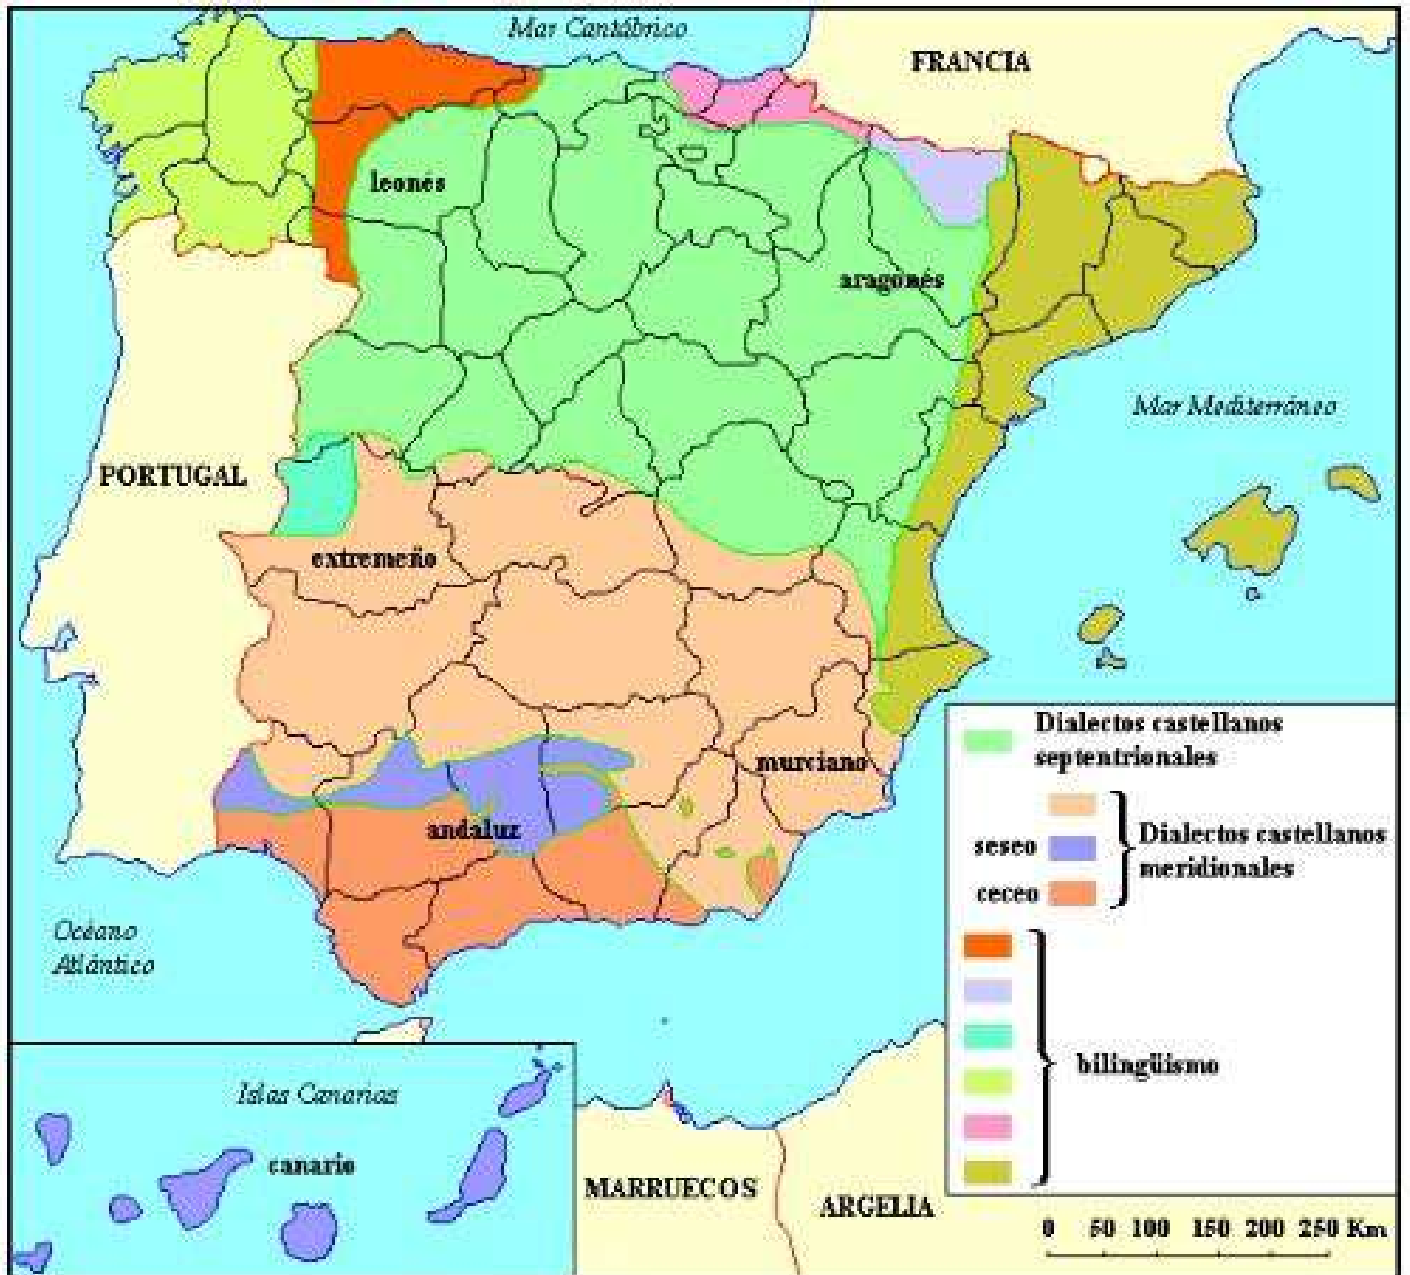 Mar Cantábrico
FRANCIA
leonés
aragonés
Mar Mediterráneo
PORTUGAL
extremeño
Dialectos castellanos
septentrionales
murciano
andaluz
seseo
Dialectos castellanos
meridionales
ceceo
Océano
Atlántico
bilingüismo
Islas Canarias
canario
MARRUECOS
ARGELIA
0 50 100 150 200 250 Km